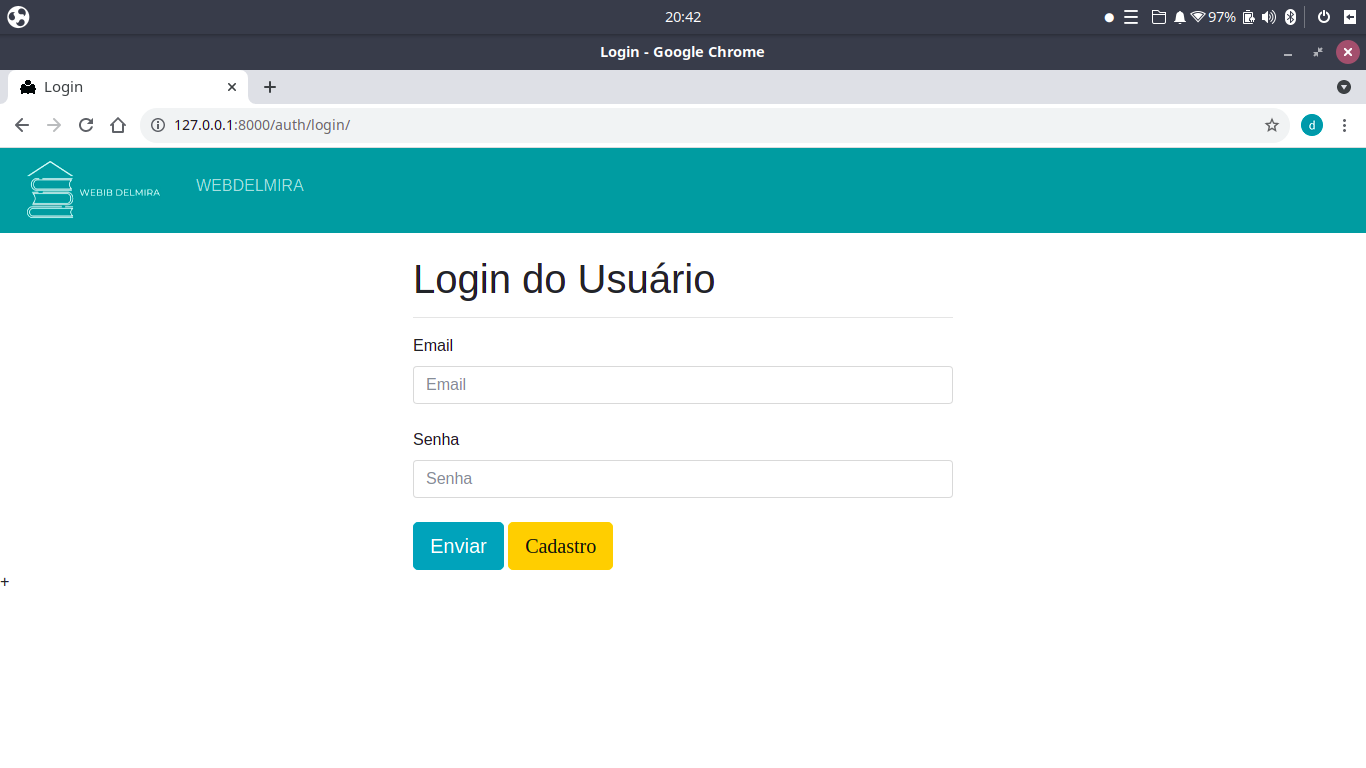 20:42
97%
Login - Google Chrome
Login
127.0.0.1:8000/auth/login/
d
WEBIB DELMIRA
WEBDELMIRA
Login do Usuário
Email
Email
Senha
Senha
Enviar Cadastro
+